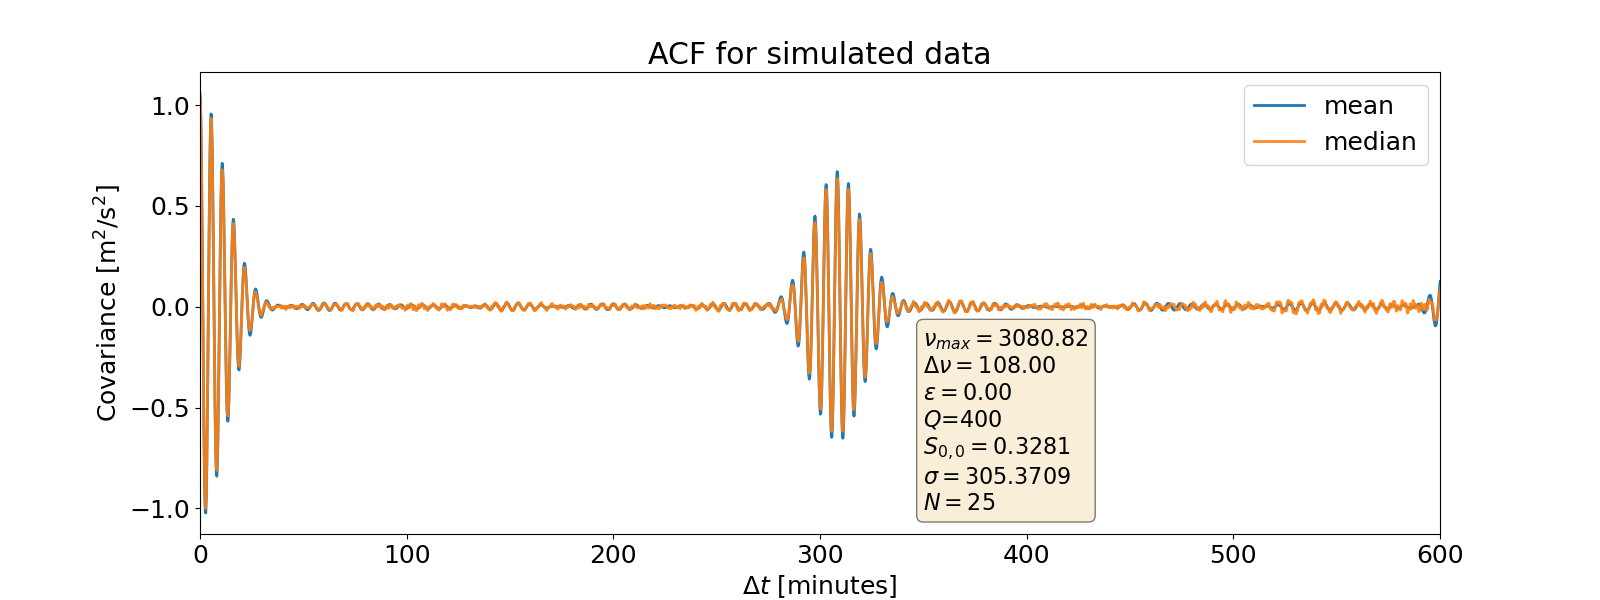 ACF for simulated data
1.0
0.5
0.0
−0.5
−1.0
Covariance [m²/s²]
mean
median
ν_max = 3080.82
Δν = 108.00
ε = 0.00
Q=400
S_0,0 = 0.3281
σ = 305.3709
N = 25
0 100 200 300 400 500 600
Δt [minutes]